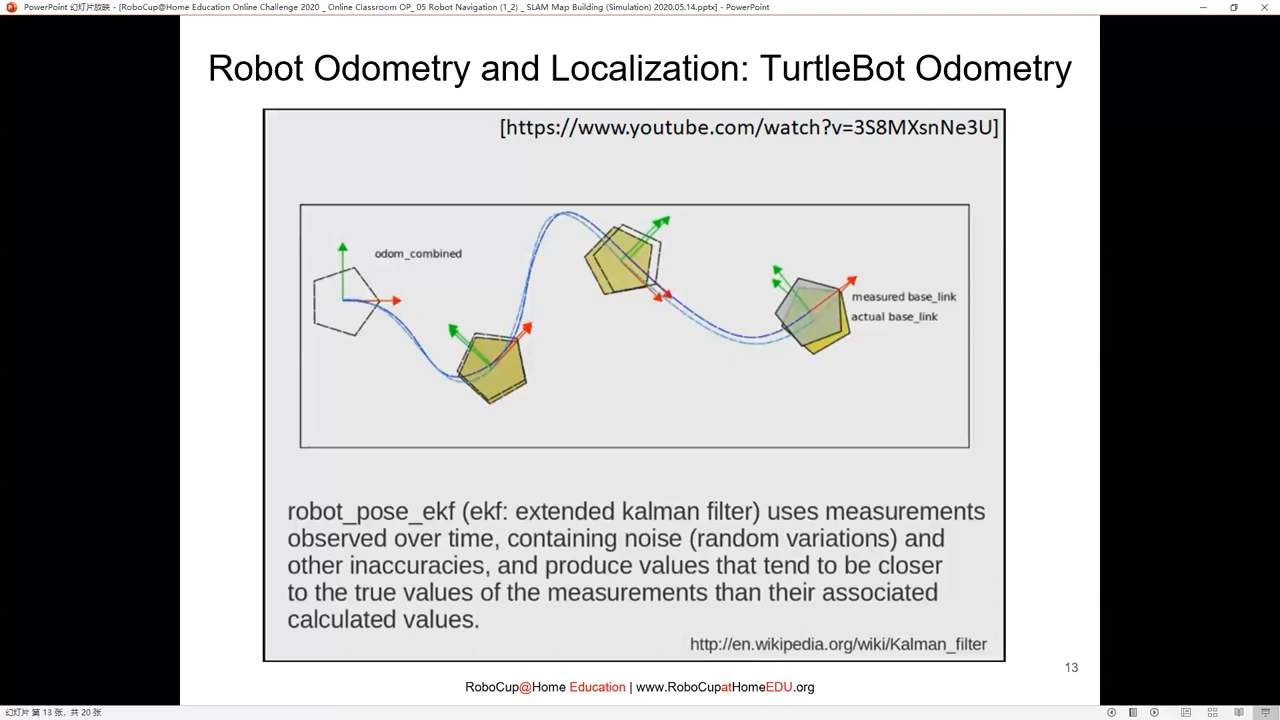 PowerPoint 幻灯片放映 - [RoboCup@Home Education Online Challenge 2020 _ Online Classroom OP_ 05 Robot Navigation (1_2) _ SLAM Map Building (Simulation) 2020.05.14.pptx] - PowerPoint
Robot Odometry and Localization: TurtleBot Odometry
[https://www.youtube.com/watch?v=3S8MXsnNe3U]
odom_combined
measured base_link
actual base_link
robot_pose_ekf (ekf: extended kalman filter) uses measurements
observed over time, containing noise (random variations) and
other inaccuracies, and produce values that tend to be closer
to the true values of the measurements than their associated
calculated values.
http://en.wikipedia.org/wiki/Kalman_filter
13
RoboCup@Home Education | www.RoboCupatHomeEDU.org
幻灯片 第 13 张，共 20 张